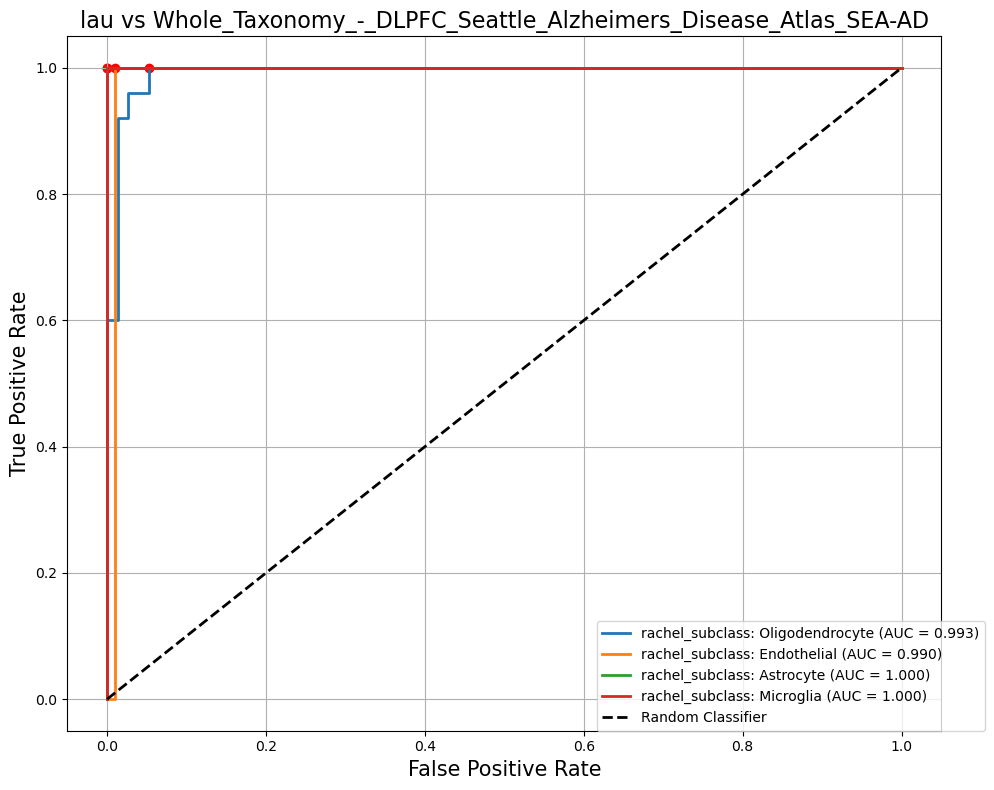 lau vs Whole_Taxonomy_-_DLPFC_Seattle_Alzheimers_Disease_Atlas_SEA-AD
True Positive Rate
1.0
0.8
0.6
0.4
0.2
0.0
rachel_subclass: Oligodendrocyte (AUC = 0.993)
rachel_subclass: Endothelial (AUC = 0.990)
rachel_subclass: Astrocyte (AUC = 1.000)
rachel_subclass: Microglia (AUC = 1.000)
Random Classifier
0.0 0.2 0.4 0.6 0.8 1.0
False Positive Rate